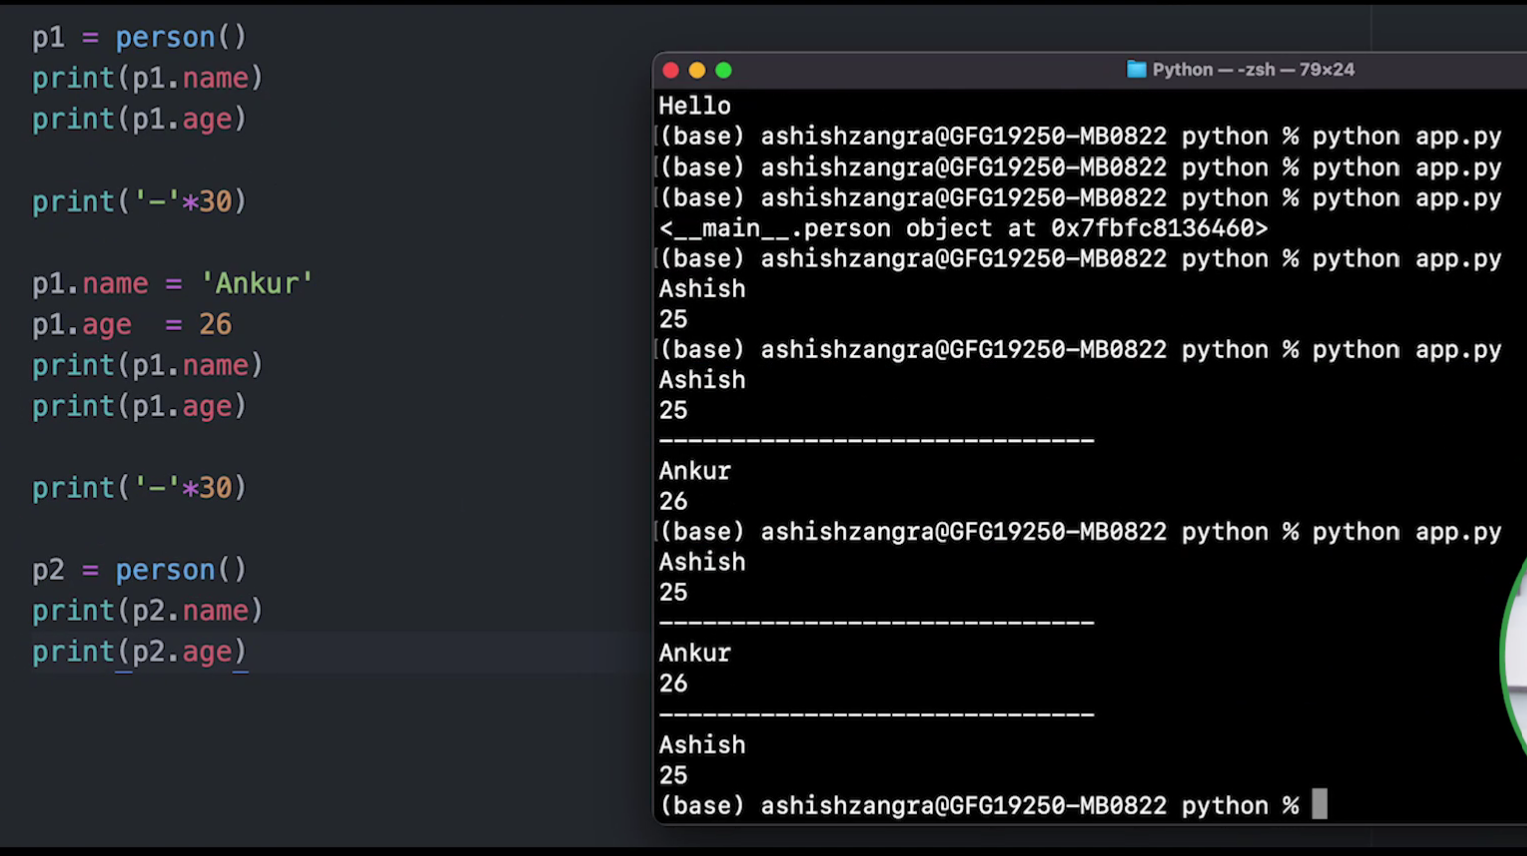 p1 = person()
print(p1.name)
print(p1.age)
print('-'*30)
p1.name = 'Ankur'
p1.age  = 26
print(p1.name)
print(p1.age)
print('-'*30)
p2 = person()
print(p2.name)
print(p2.age)
Python — -zsh — 79×24
Hello
(base) ashishzangra@GFG19250-MB0822 python % python app.py
(base) ashishzangra@GFG19250-MB0822 python % python app.py
(base) ashishzangra@GFG19250-MB0822 python % python app.py
<__main__.person object at 0x7fbfc8136460>
(base) ashishzangra@GFG19250-MB0822 python % python app.py
Ashish
25
(base) ashishzangra@GFG19250-MB0822 python % python app.py
Ashish
25
------------------------------
Ankur
26
(base) ashishzangra@GFG19250-MB0822 python % python app.py
Ashish
25
------------------------------
Ankur
26
------------------------------
Ashish
25
(base) ashishzangra@GFG19250-MB0822 python %